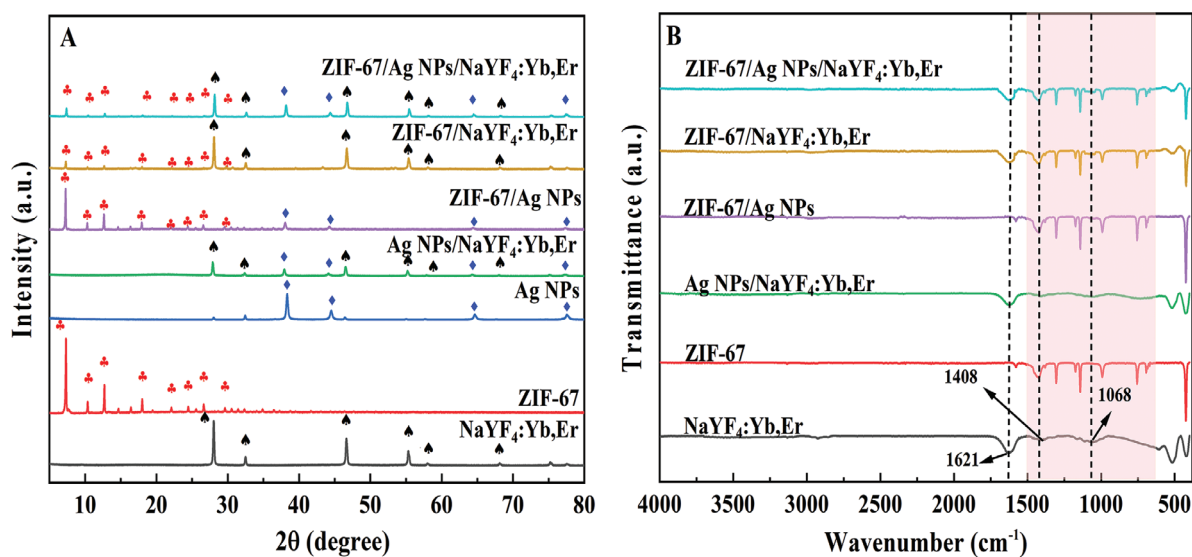 A
ZIF-67/Ag NPs/NaYF₄:Yb,Er
ZIF-67/NaYF₄:Yb,Er
ZIF-67/Ag NPs
Ag NPs/NaYF₄:Yb,Er
Ag NPs
ZIF-67
NaYF₄:Yb,Er
Intensity (a.u.)
10 20 30 40 50 60 70 80
2θ (degree)
B
ZIF-67/Ag NPs/NaYF₄:Yb,Er
ZIF-67/NaYF₄:Yb,Er
ZIF-67/Ag NPs
Ag NPs/NaYF₄:Yb,Er
ZIF-67
1408
1068
NaYF₄:Yb,Er
1621
Transmittance (a.u.)
4000 3500 3000 2500 2000 1500 1000 500
Wavenumber (cm⁻¹)